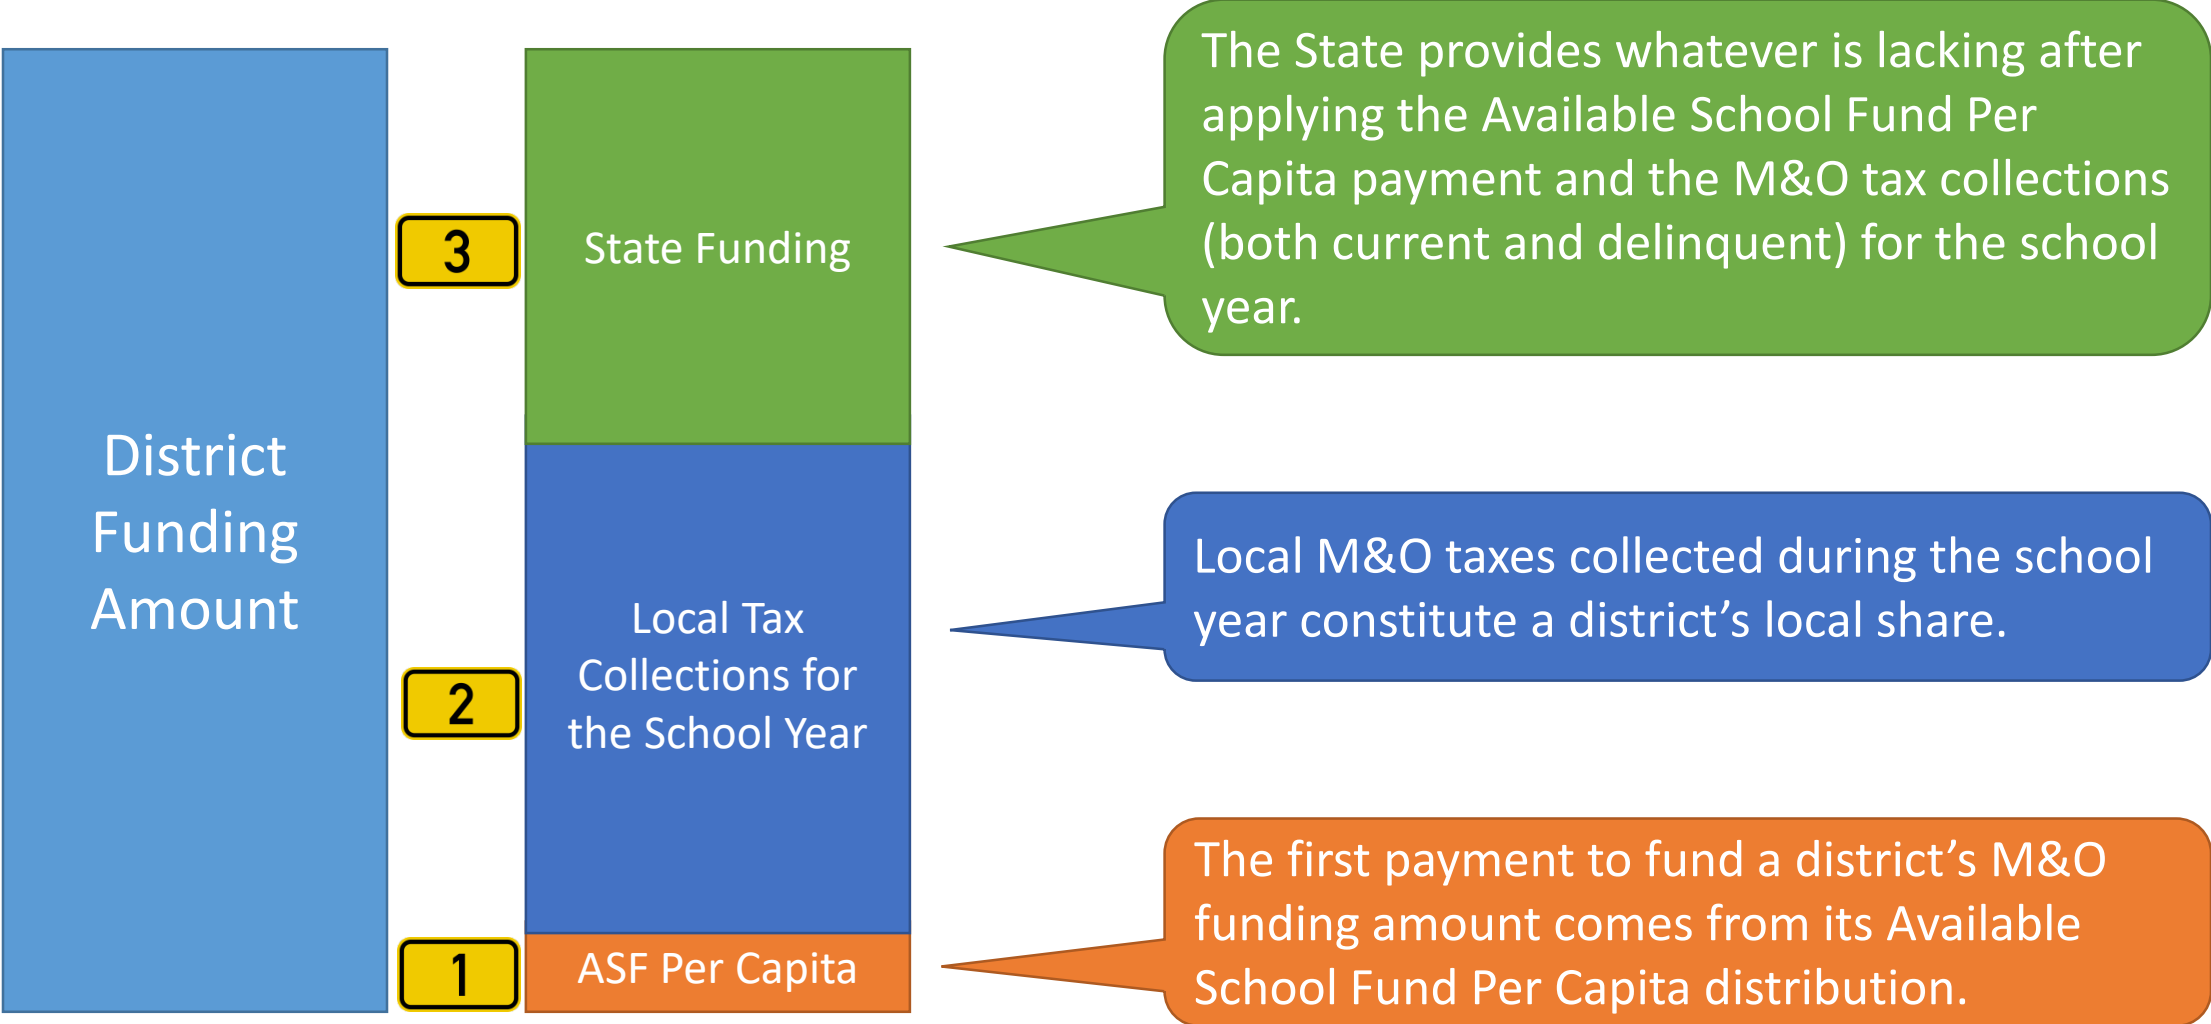 District
Funding
Amount
3
State Funding
The State provides whatever is lacking after
applying the Available School Fund Per
Capita payment and the M&O tax collections
(both current and delinquent) for the school
year.
2
Local Tax
Collections for
the School Year
Local M&O taxes collected during the school
year constitute a district’s local share.
1
ASF Per Capita
The first payment to fund a district’s M&O
funding amount comes from its Available
School Fund Per Capita distribution.